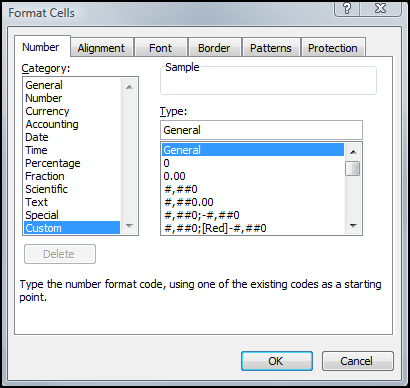 Format Cells
Number
Alignment
Font
Border
Patterns
Protection
Category:
General
Number
Currency
Accounting
Date
Time
Percentage
Fraction
Scientific
Text
Special
Custom
Delete
Sample
Type:
General
General
0
0.00
#,##0
#,##0.00
#,##0;-#,##0
#,##0;[Red]-#,##0
Type the number format code, using one of the existing codes as a starting
point.
OK
Cancel